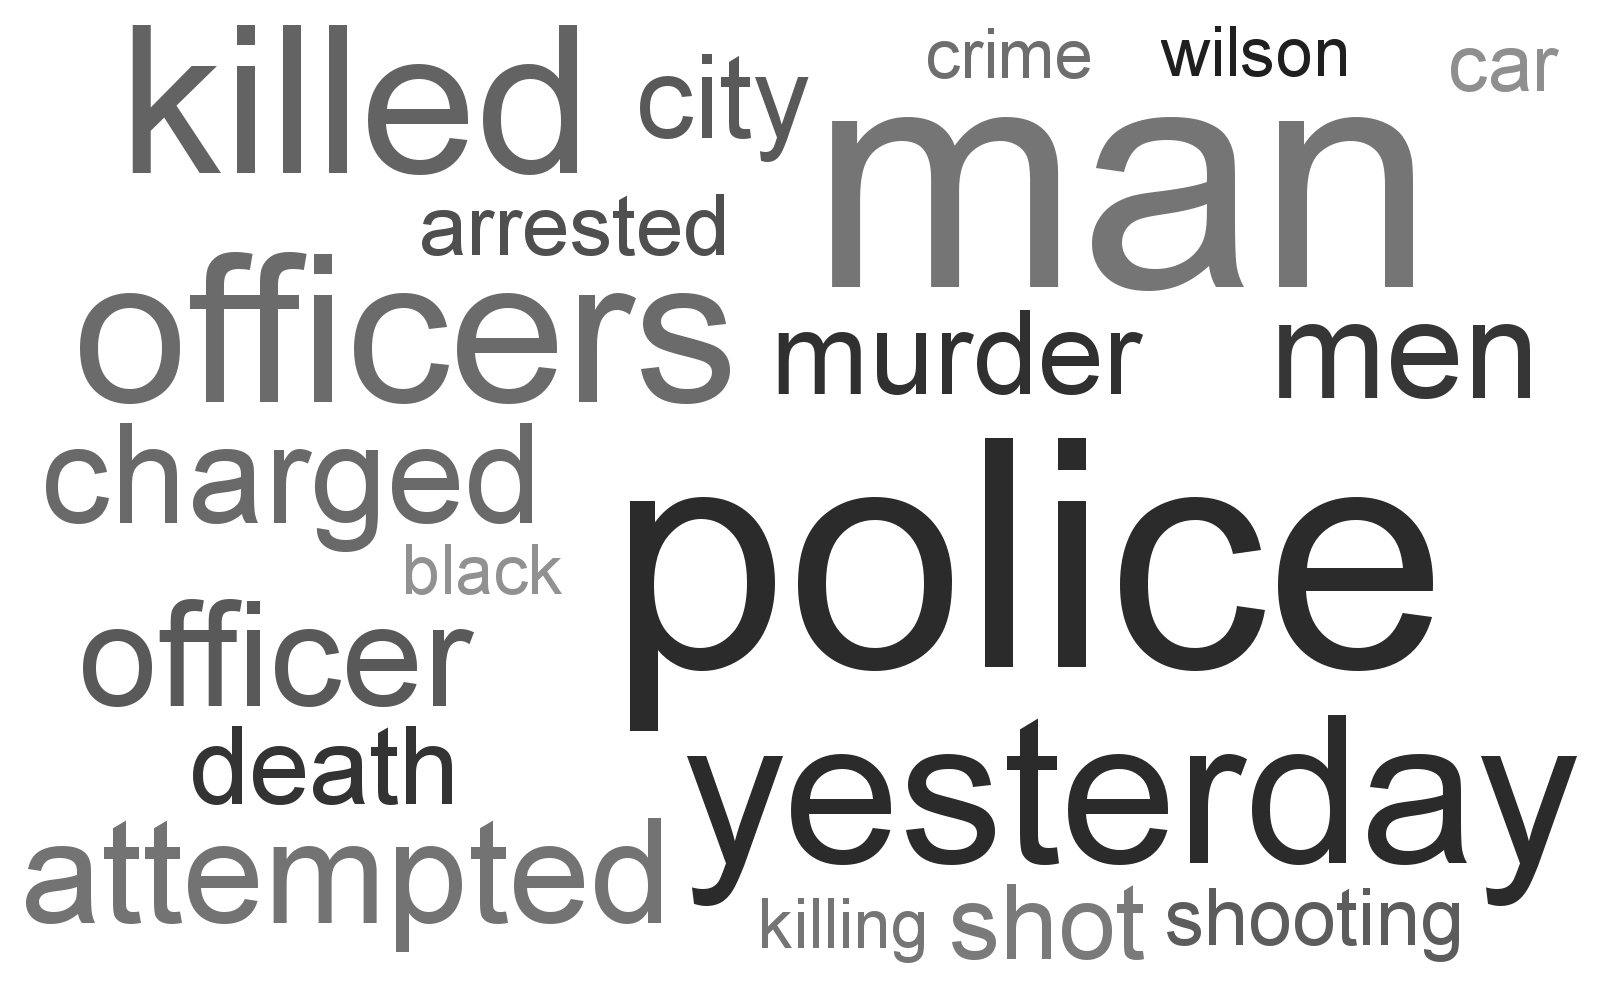 killed
city
crime
wilson
car
man
arrested
officers
murder
men
charged
police
black
officer
death
yesterday
attempted
killing
shot
shooting